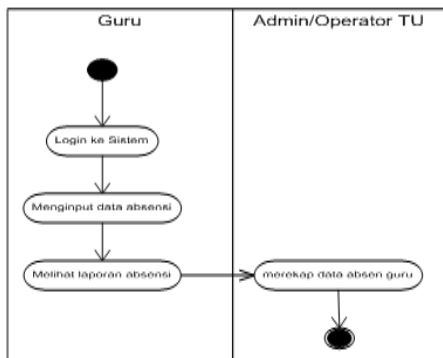 Guru
Admin/Operator TU
Login ke Sistem
Menginput data absensi
Melihat laporan absensi
merekap data absen guru